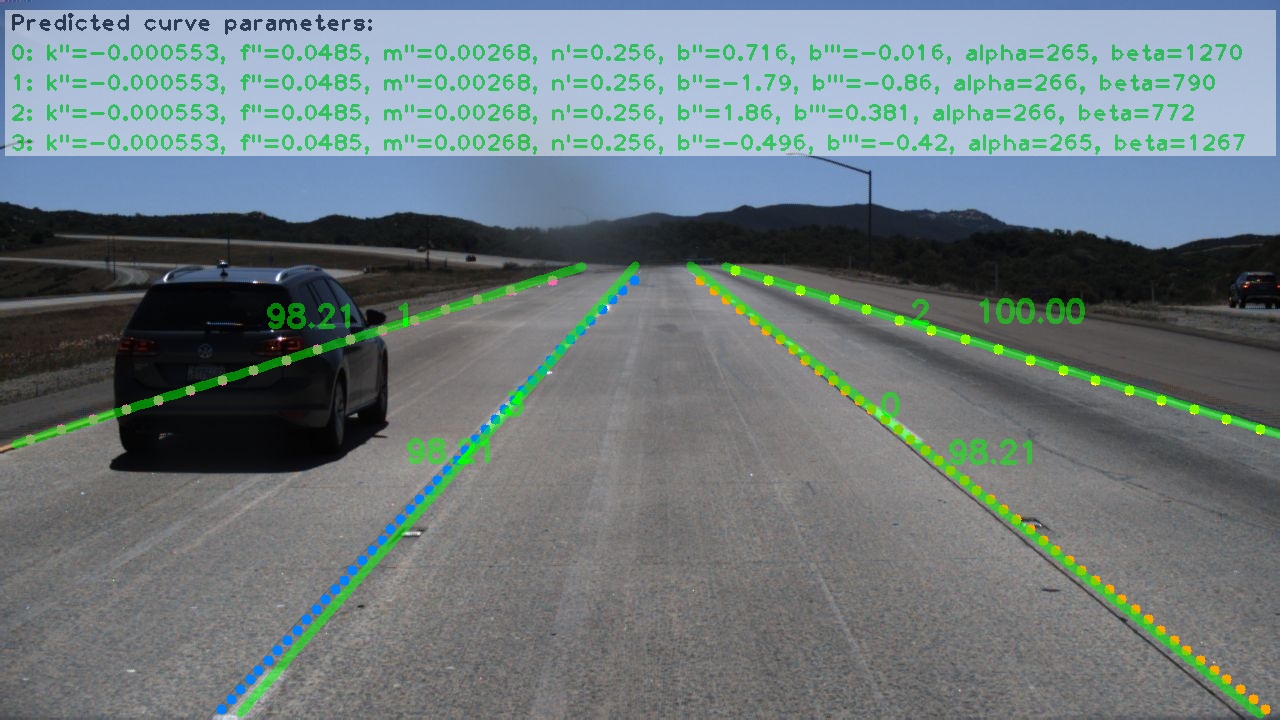 Predicted curve parameters:
0: k"=-0.000553, f"=0.0485, m"=0.00268, n'=0.256, b"=0.716, b'"=-0.016, alpha=265, beta=1270
1: k"=-0.000553, f"=0.0485, m"=0.00268, n'=0.256, b"=-1.79, b'"=-0.86, alpha=266, beta=790
2: k"=-0.000553, f"=0.0485, m"=0.00268, n'=0.256, b"=1.86, b'"=0.381, alpha=266, beta=772
3: k"=-0.000553, f"=0.0485, m"=0.00268, n'=0.256, b"=-0.496, b'"=-0.42, alpha=265, beta=1267
98.21 1
2 100.00
3
0
98.21
98.21